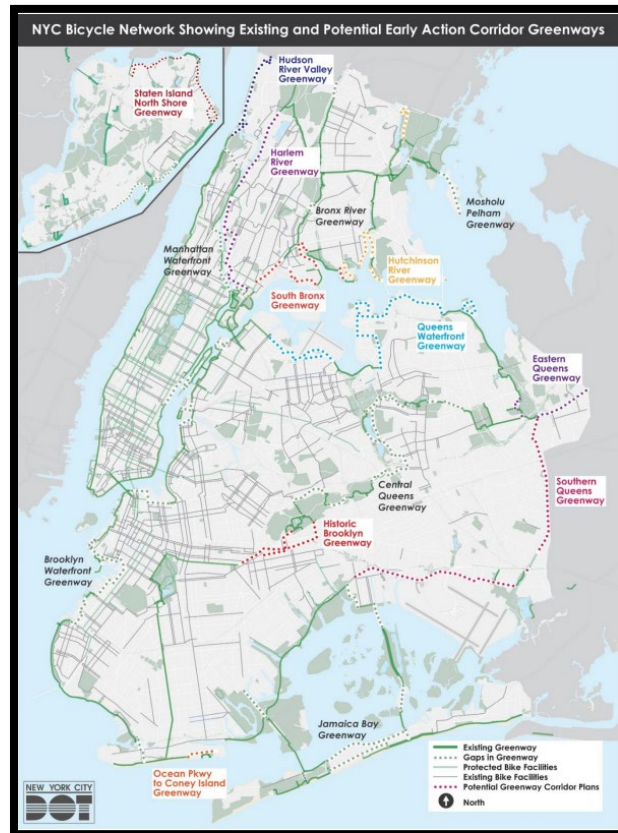 NYC Bicycle Network Showing Existing and Potential Early Action Corridor Greenways
Hudson
River Valley
Greenway
Staten Island
North Shore
Greenway
Harlem
River
Greenway
Bronx River
Greenway
Mosholu
Pelham
Greenway
Manhattan
Waterfront
Greenway
Hutchinson
River
Greenway
South Bronx
Greenway
Queens
Waterfront
Greenway
Eastern
Queens
Greenway
Central
Queens
Greenway
Southern
Queens
Greenway
Historic
Brooklyn
Greenway
Brooklyn
Waterfront
Greenway
Jamaica Bay
Greenway
Ocean Pkwy
to Coney Island
Greenway
Existing Greenway
Gaps in Greenway
Protected Bike Facilities
Existing Bike Facilities
Potential Greenway Corridor Plans
North
NEW YORK CITY
DOT